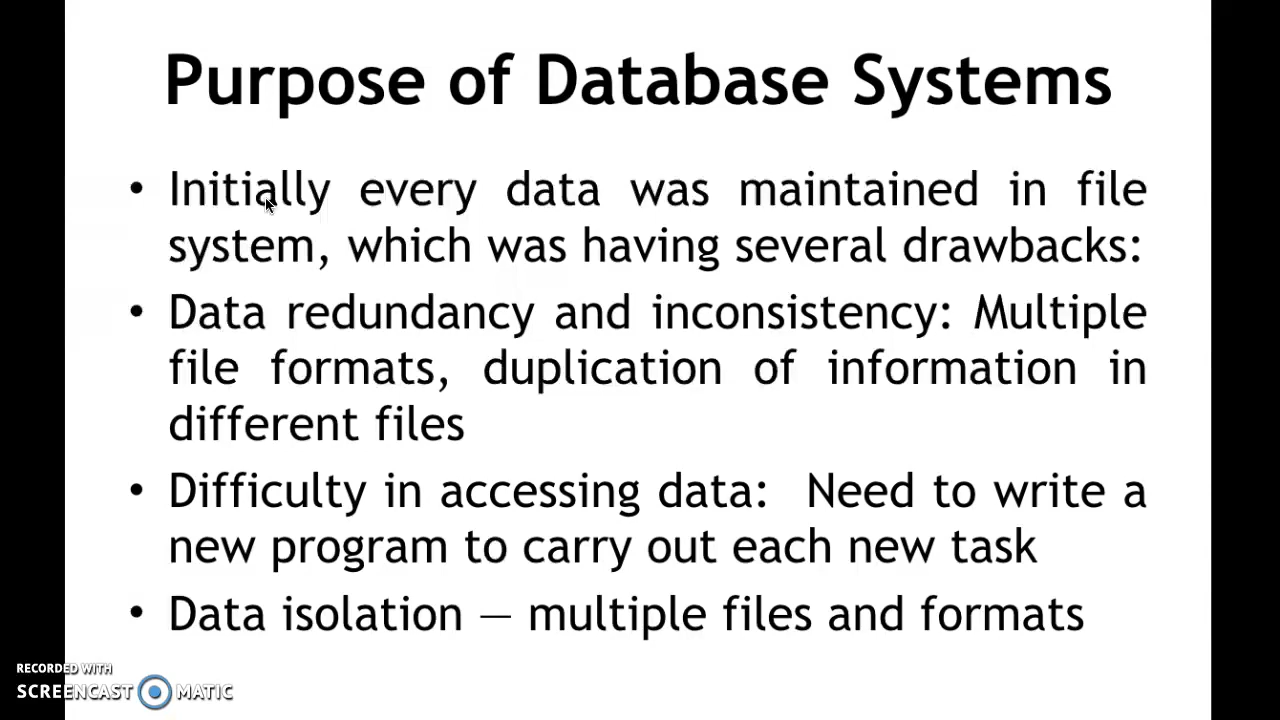 Purpose of Database Systems
• Initially every data was maintained in file
system, which was having several drawbacks:
• Data redundancy and inconsistency: Multiple
file formats, duplication of information in
different files
• Difficulty in accessing data:  Need to write a
new program to carry out each new task
• Data isolation — multiple files and formats
RECORDED WITH
SCREENCAST MATIC